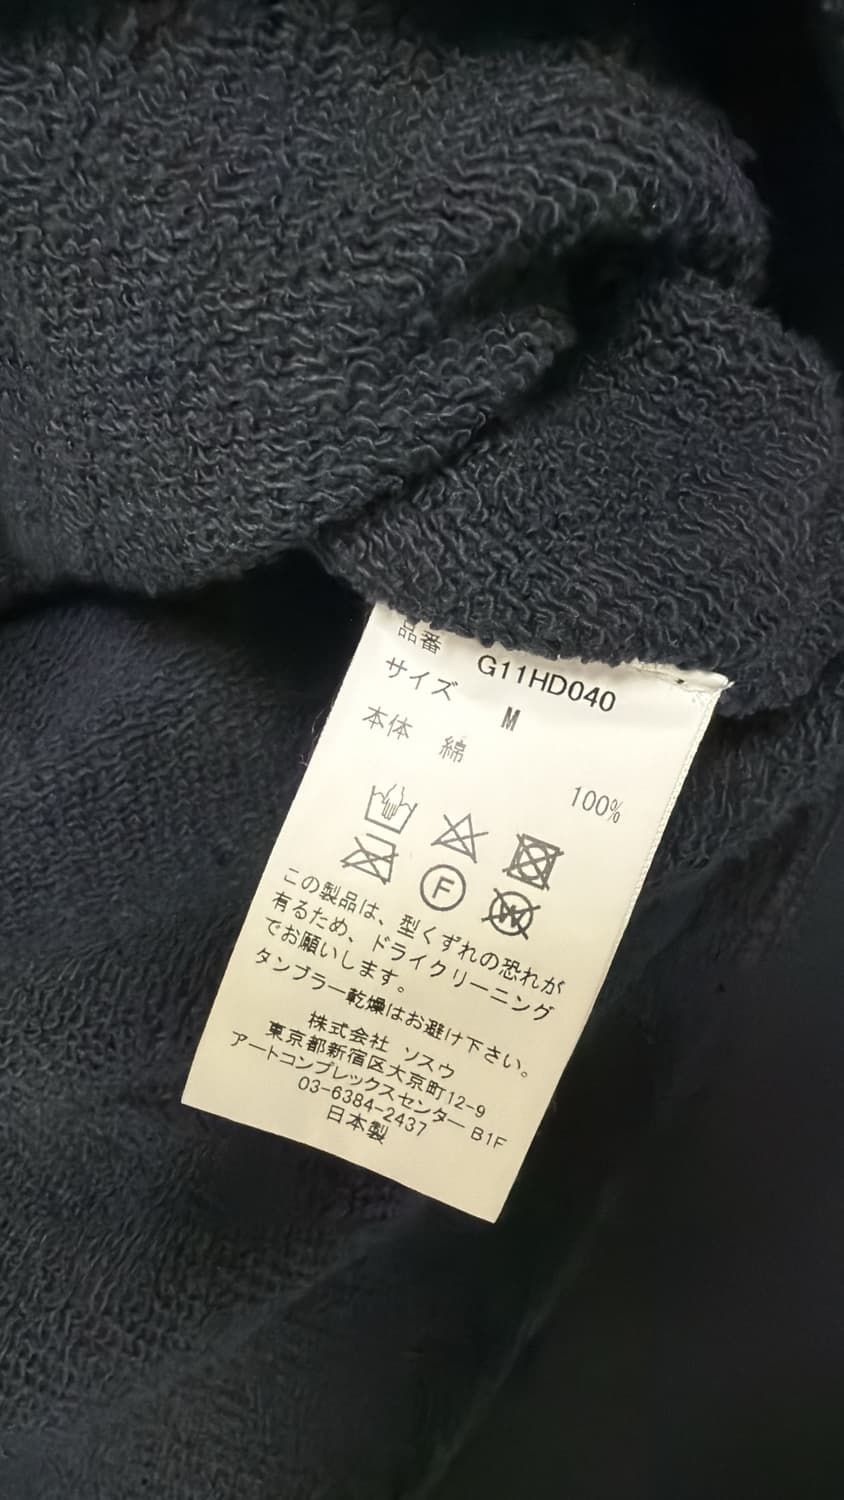 品番 G11HD040
サイズ M
本体 綿 100%
F
W
この製品は、型くずれの恐れが
有るため、ドライクリーニング
でお願いします。
タンブラー乾燥はお避け下さい。
株式会社 ソスウ
東京都新宿区大京町12-9
アートコンプレックスセンター B1F
03-6384-2437
日本製